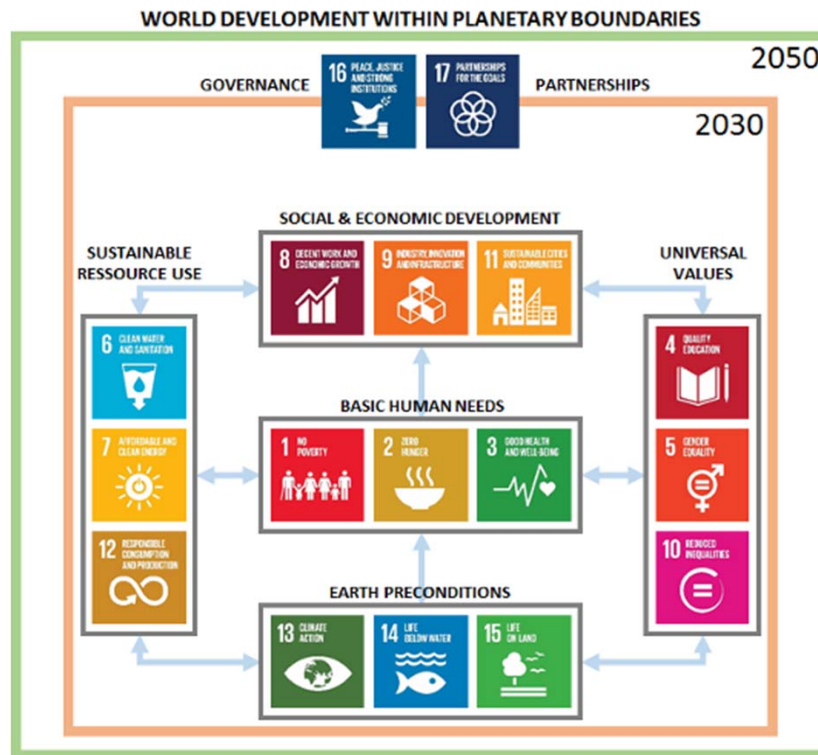 WORLD DEVELOPMENT WITHIN PLANETARY BOUNDARIES
2050
GOVERNANCE
16 PEACE, JUSTICE
AND STRONG
INSTITUTIONS
17 PARTNERSHIPS
FOR THE GOALS
PARTNERSHIPS
2030
SOCIAL & ECONOMIC DEVELOPMENT
SUSTAINABLE
RESSOURCE USE
8 DECENT WORK AND
ECONOMIC GROWTH
9 INDUSTRY, INNOVATION
AND INFRASTRUCTURE
11 SUSTAINABLE CITIES
AND COMMUNITIES
UNIVERSAL
VALUES
6 CLEAN WATER
AND SANITATION
4 QUALITY
EDUCATION
BASIC HUMAN NEEDS
7 AFFORDABLE AND
CLEAN ENERGY
1 NO
POVERTY
2 ZERO
HUNGER
3 GOOD HEALTH
AND WELL-BEING
5 GENDER
EQUALITY
12 RESPONSIBLE
CONSUMPTION
AND PRODUCTION
10 REDUCED
INEQUALITIES
EARTH PRECONDITIONS
13 CLIMATE
ACTION
14 LIFE
BELOW WATER
15 LIFE
ON LAND